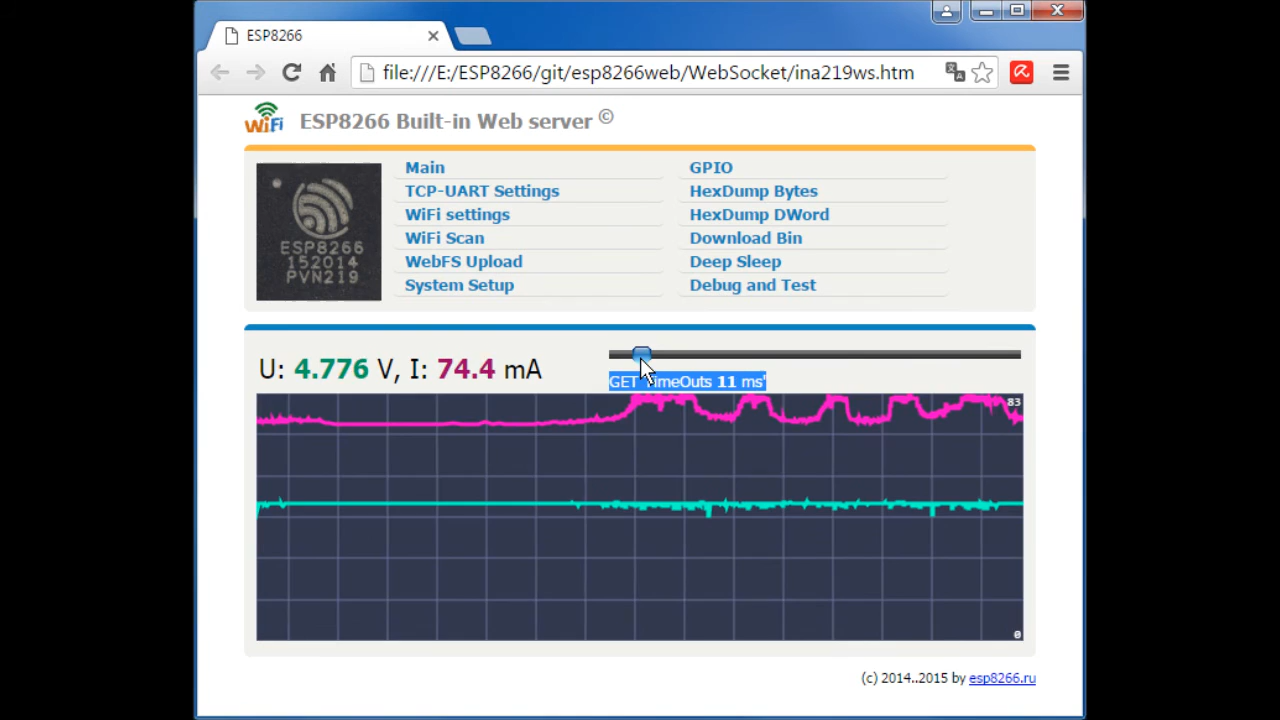 ESP8266
file:///E:/ESP8266/git/esp8266web/WebSocket/ina219ws.htm
WiFi ESP8266 Built-in Web server ©
ESP8266
152014
PVN219
Main
TCP-UART Settings
WiFi settings
WiFi Scan
WebFS Upload
System Setup
GPIO
HexDump Bytes
HexDump DWord
Download Bin
Deep Sleep
Debug and Test
U: 4.776 V, I: 74.4 mA
GET TimeOuts 11 ms'
83
0
(c) 2014..2015 by esp8266.ru